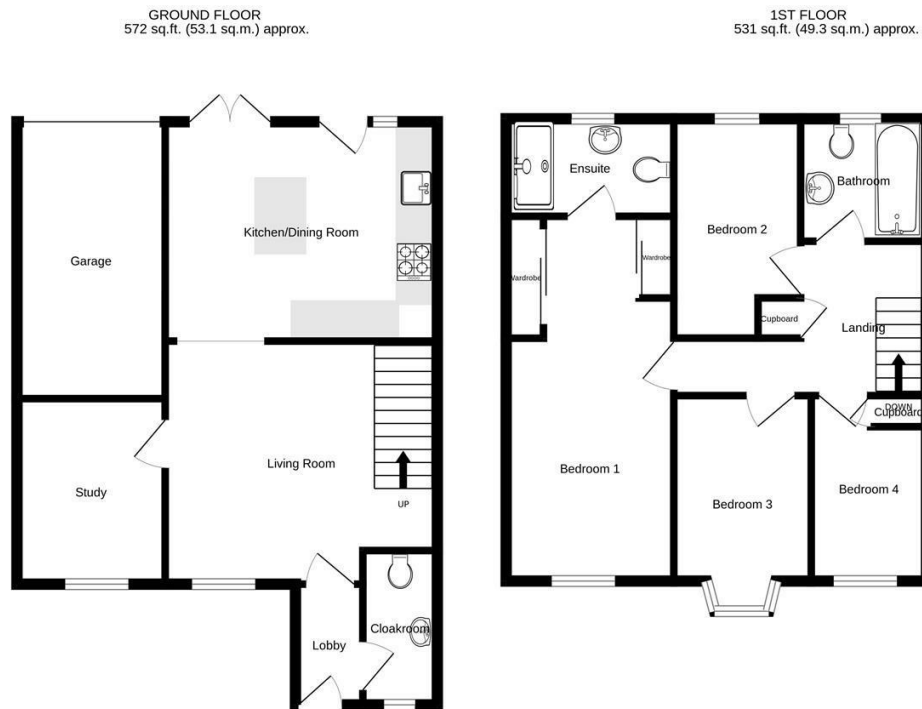 GROUND FLOOR
572 sq.ft. (53.1 sq.m.) approx.
Kitchen/Dining Room
Garage
Living Room
Study
UP
Cloakroom
Lobby
1ST FLOOR
531 sq.ft. (49.3 sq.m.) approx.
Ensuite
Bathroom
Bedroom 2
Wardrobe
Wardrobe
Cupboard
Landing
DOWN
Cupboard
Bedroom 1
Bedroom 4
Bedroom 3